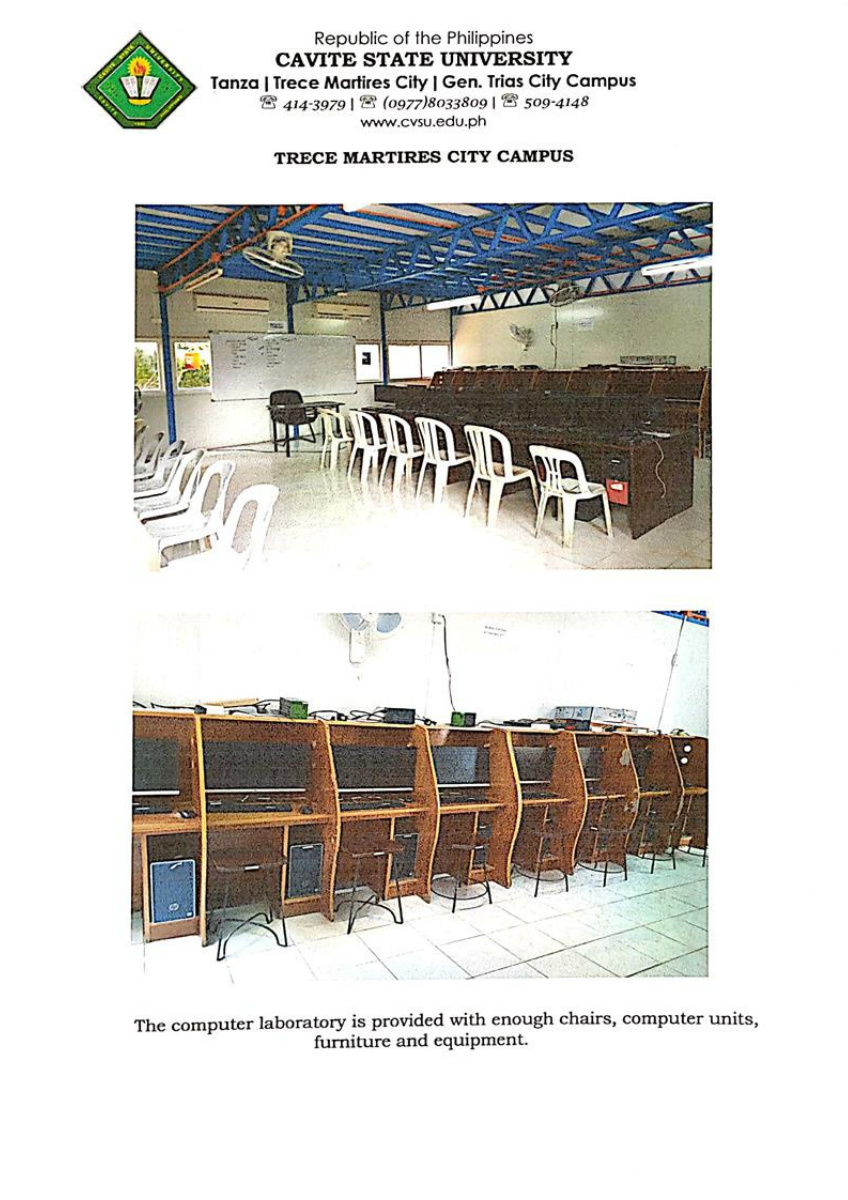 Republic of the Philippines
CAVITE STATE UNIVERSITY
Tanza | Trece Martires City | Gen. Trias City Campus
☏ 414-3979 | ☏ (0977)8033809 | ☏ 509-4148
www.cvsu.edu.ph
TRECE MARTIRES CITY CAMPUS
The computer laboratory is provided with enough chairs, computer units,
furniture and equipment.